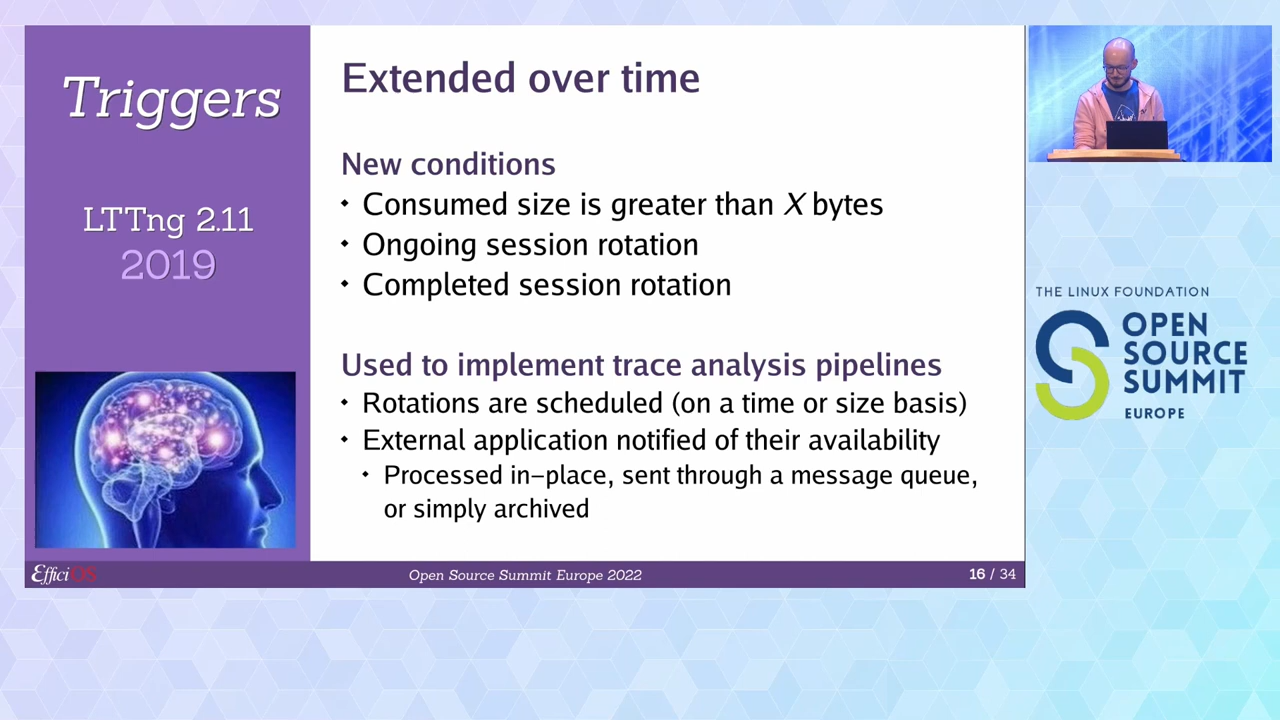 Triggers
LTTng 2.11
2019
Extended over time
New conditions
Consumed size is greater than X bytes
Ongoing session rotation
Completed session rotation
Used to implement trace analysis pipelines
Rotations are scheduled (on a time or size basis)
External application notified of their availability
Processed in–place, sent through a message queue,
or simply archived
EfficiOS
Open Source Summit Europe 2022
16 / 34
THE LINUX FOUNDATION
OPEN
SOURCE
SUMMIT
EUROPE